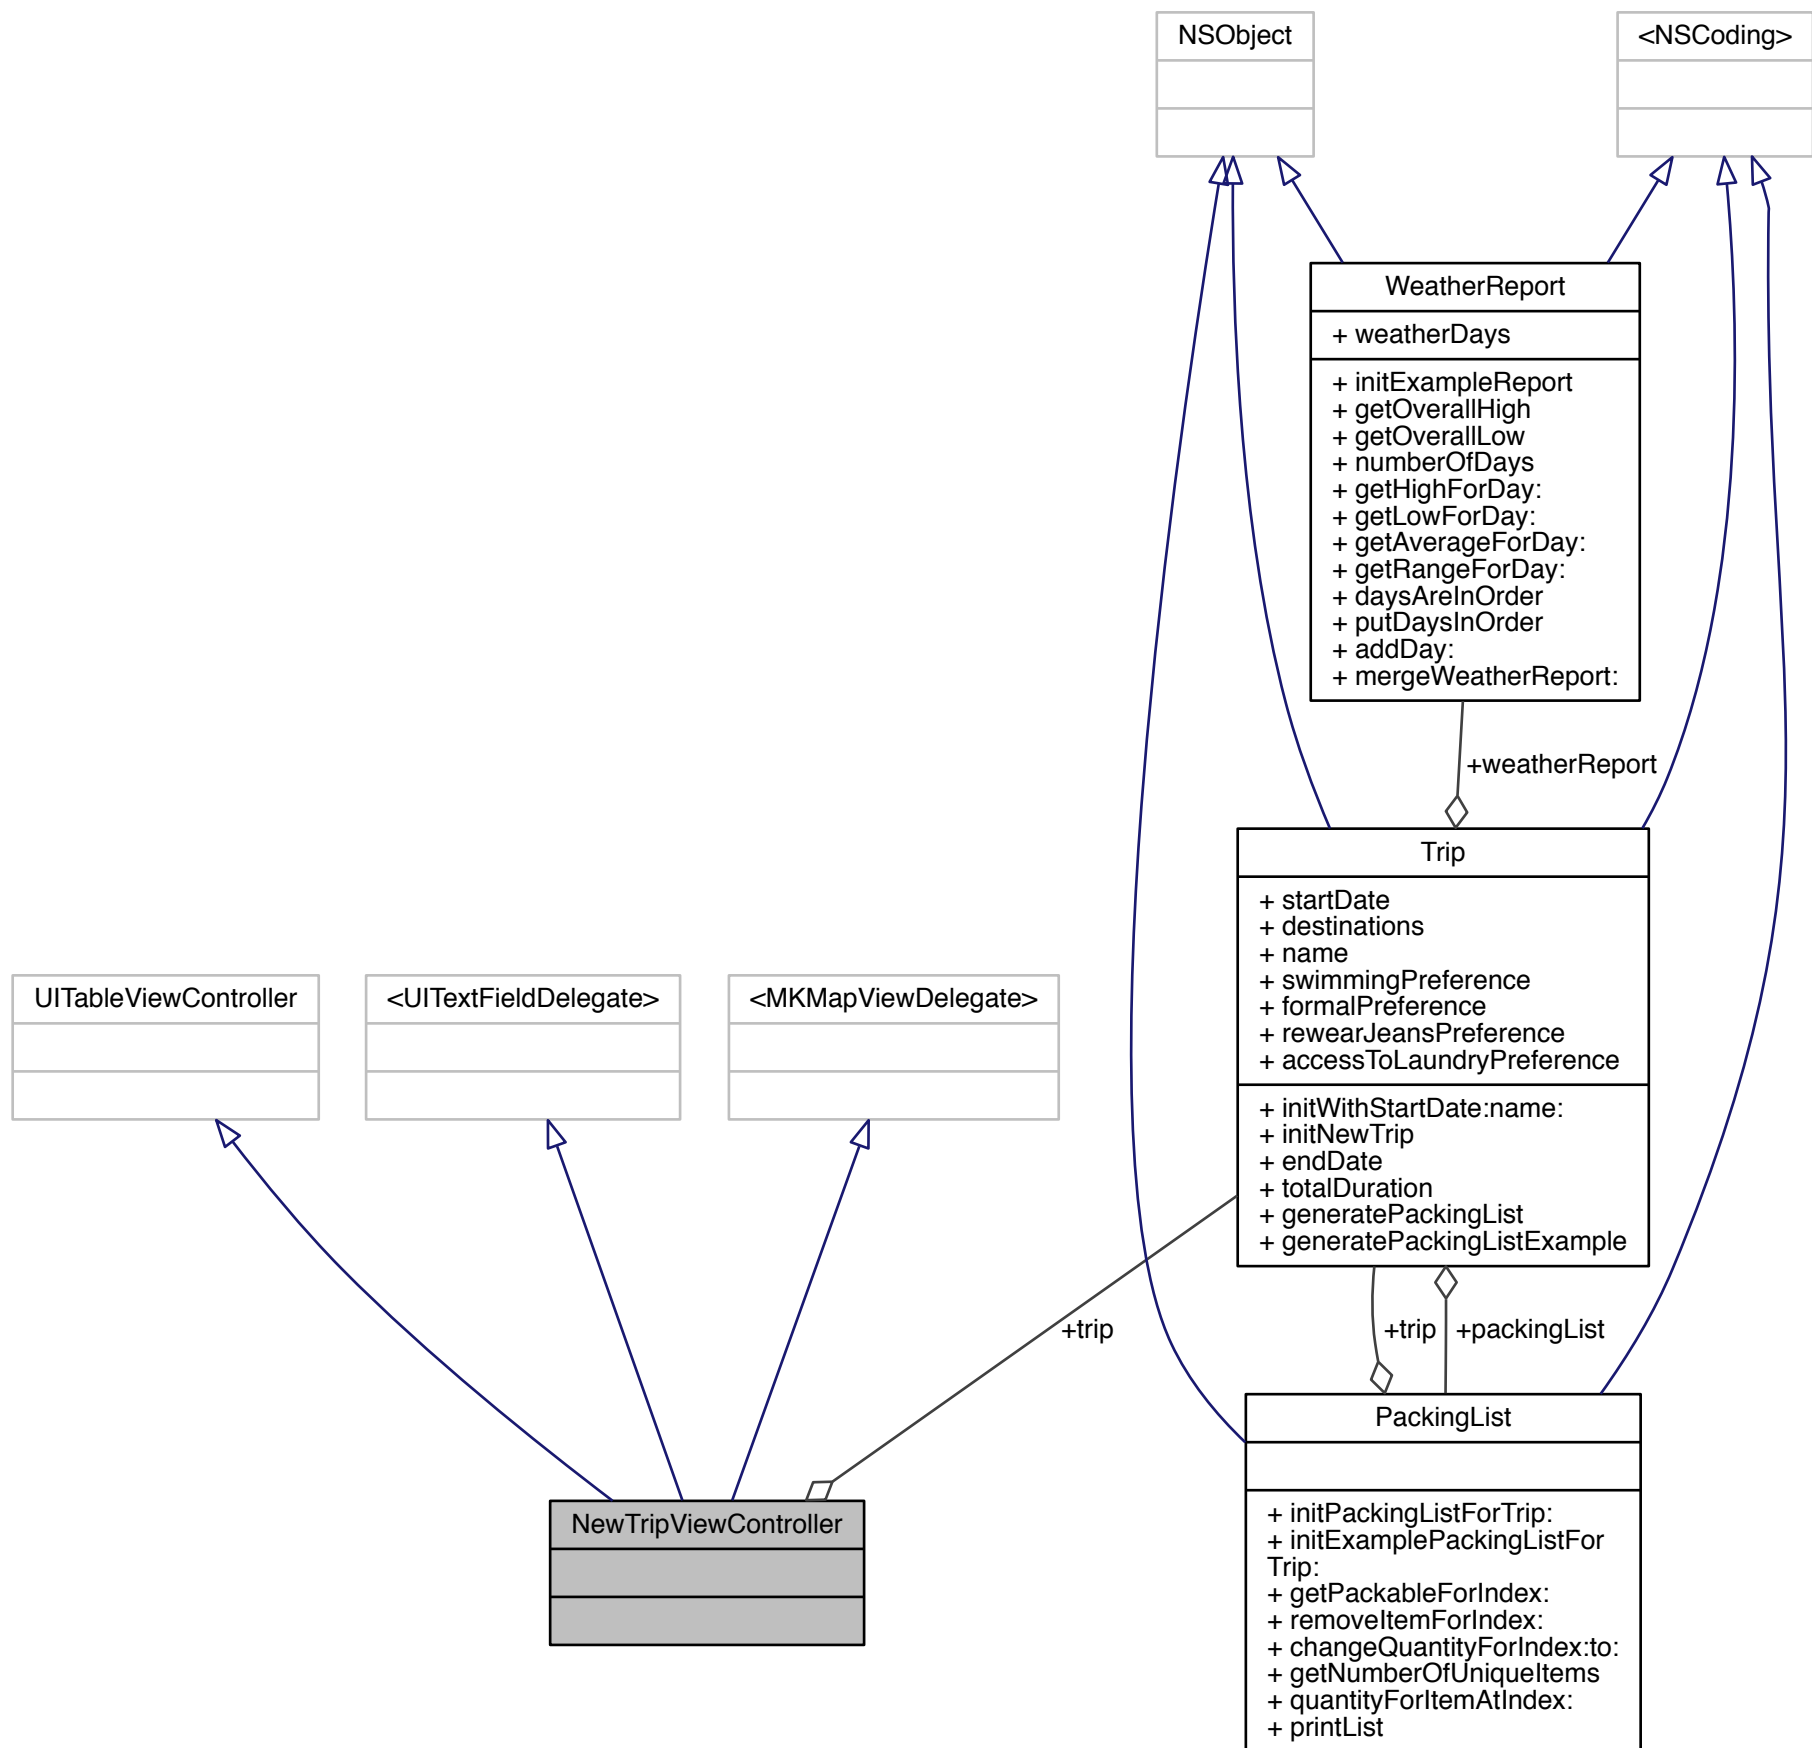 NSObject
<NSCoding>
WeatherReport
+ weatherDays
+ initExampleReport
+ getOverallHigh
+ getOverallLow
+ numberOfDays
+ getHighForDay:
+ getLowForDay:
+ getAverageForDay:
+ getRangeForDay:
+ daysAreInOrder
+ putDaysInOrder
+ addDay:
+ mergeWeatherReport:
+weatherReport
Trip
+ startDate
+ destinations
+ name
+ swimmingPreference
+ formalPreference
+ rewearJeansPreference
+ accessToLaundryPreference
+ initWithStartDate:name:
+ initNewTrip
+ endDate
+ totalDuration
+ generatePackingList
+ generatePackingListExample
UITableViewController
<UITextFieldDelegate>
<MKMapViewDelegate>
+trip
+trip
+packingList
NewTripViewController
PackingList
+ initPackingListForTrip:
+ initExamplePackingListFor
Trip:
+ getPackableForIndex:
+ removeItemForIndex:
+ changeQuantityForIndex:to:
+ getNumberOfUniqueItems
+ quantityForItemAtIndex:
+ printList